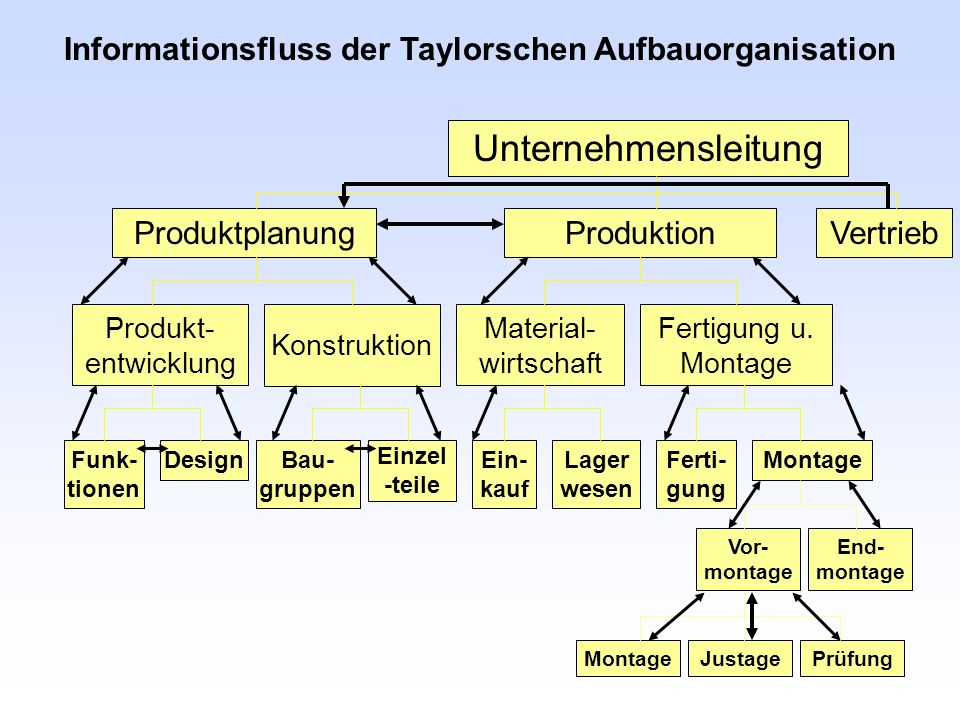 Informationsfluss der Taylorschen Aufbauorganisation
Unternehmensleitung
Produktplanung
Produktion
Vertrieb
Produkt-
entwicklung
Konstruktion
Material-
wirtschaft
Fertigung u.
Montage
Funk-
tionen
Design
Bau-
gruppen
Einzel
-teile
Ein-
kauf
Lager
wesen
Ferti-
gung
Montage
Vor-
montage
End-
montage
Montage
Justage
Prüfung